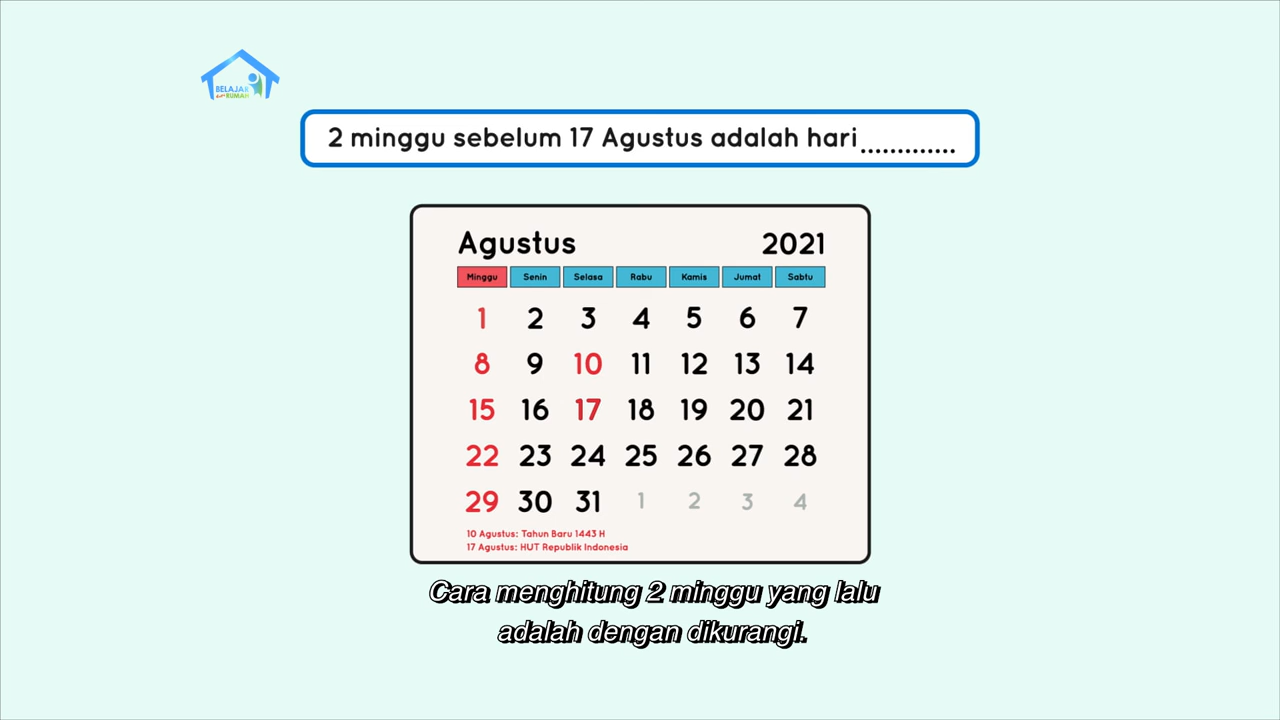 BELAJAR
dari RUMAH
2 minggu sebelum 17 Agustus adalah hari.............
Agustus 2021
Minggu Senin Selasa Rabu Kamis Jumat Sabtu
1 2 3 4 5 6 7
8 9 10 11 12 13 14
15 16 17 18 19 20 21
22 23 24 25 26 27 28
29 30 31 1 2 3 4
10 Agustus: Tahun Baru 1443 H
17 Agustus: HUT Republik Indonesia
Cara menghitung 2 minggu yang lalu
adalah dengan dikurangi.